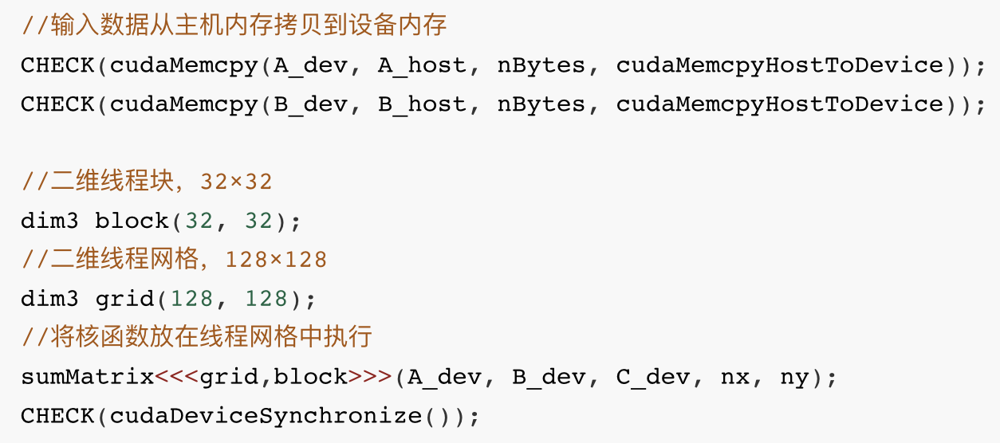 //输入数据从主机内存拷贝到设备内存
CHECK(cudaMemcpy(A_dev, A_host, nBytes, cudaMemcpyHostToDevice));
CHECK(cudaMemcpy(B_dev, B_host, nBytes, cudaMemcpyHostToDevice));
//二维线程块，32×32
dim3 block(32, 32);
//二维线程网格，128×128
dim3 grid(128, 128);
//将核函数放在线程网格中执行
sumMatrix<<<grid,block>>>(A_dev, B_dev, C_dev, nx, ny);
CHECK(cudaDeviceSynchronize());